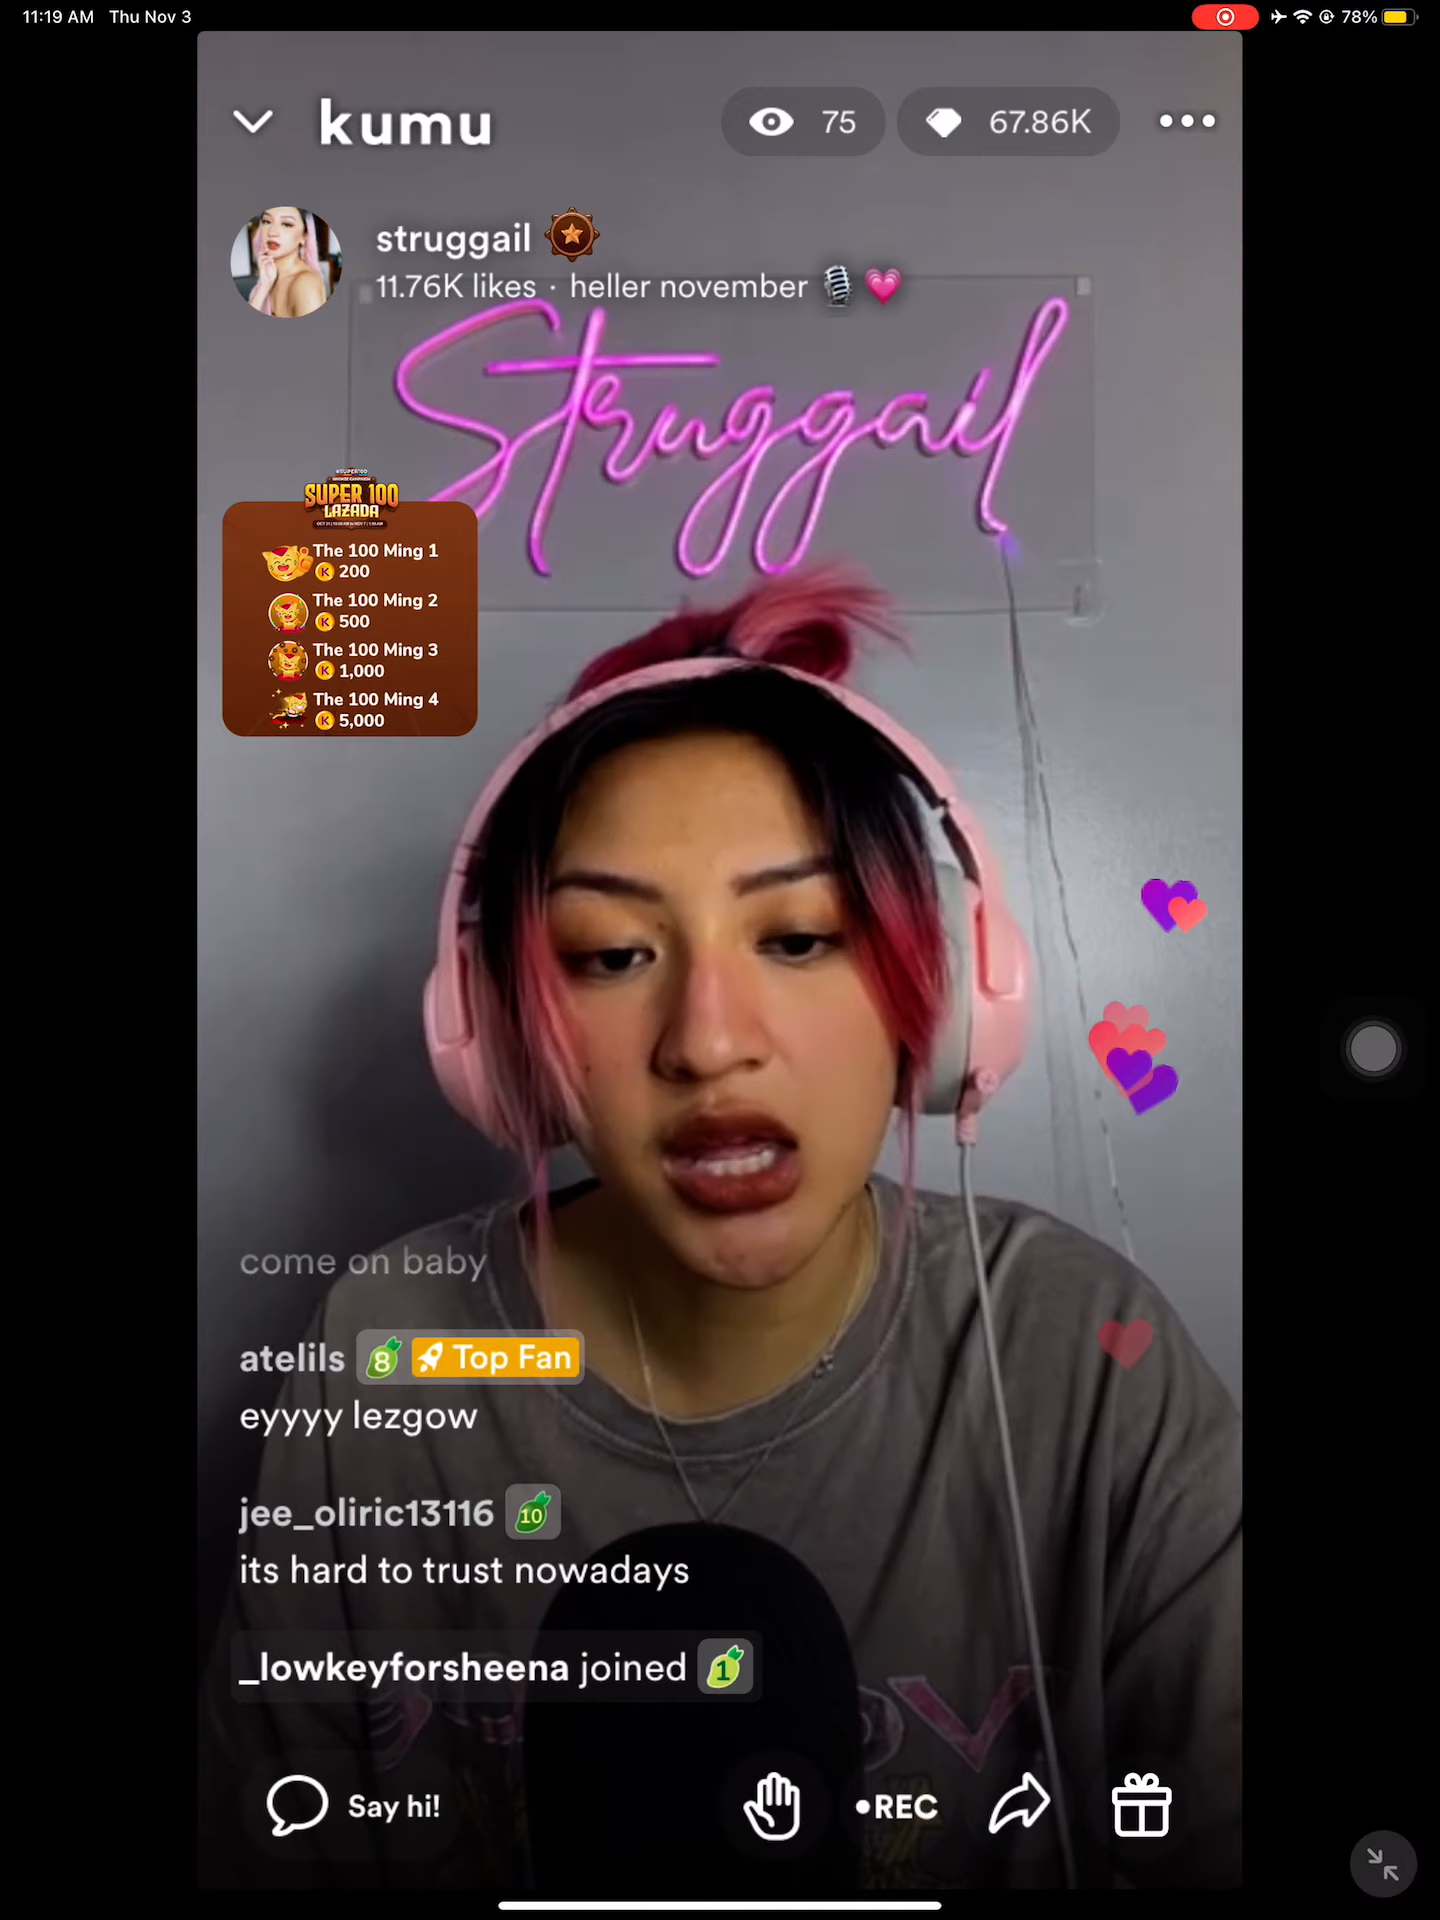 11:19 AM Thu Nov 3
78%
kumu
75
67.86K
struggail
11.76K likes · heller november
Struggail
#SUPER100
BRONZE CAMPAIGN
SUPER 100
LAZADA
The 100 Ming 1
K 200
The 100 Ming 2
K 500
The 100 Ming 3
K 1,000
The 100 Ming 4
K 5,000
come on baby
atelils 8 Top Fan
eyyyy lezgow
jee_oliric13116 10
its hard to trust nowadays
_lowkeyforsheena joined 1
Say hi!
REC